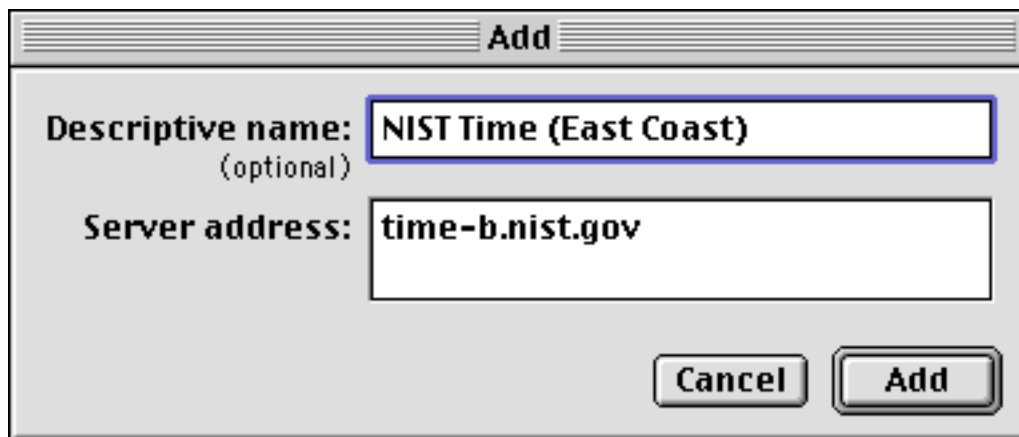 Add
Descriptive name: NIST Time (East Coast)
(optional)
Server address: time-b.nist.gov
Cancel Add